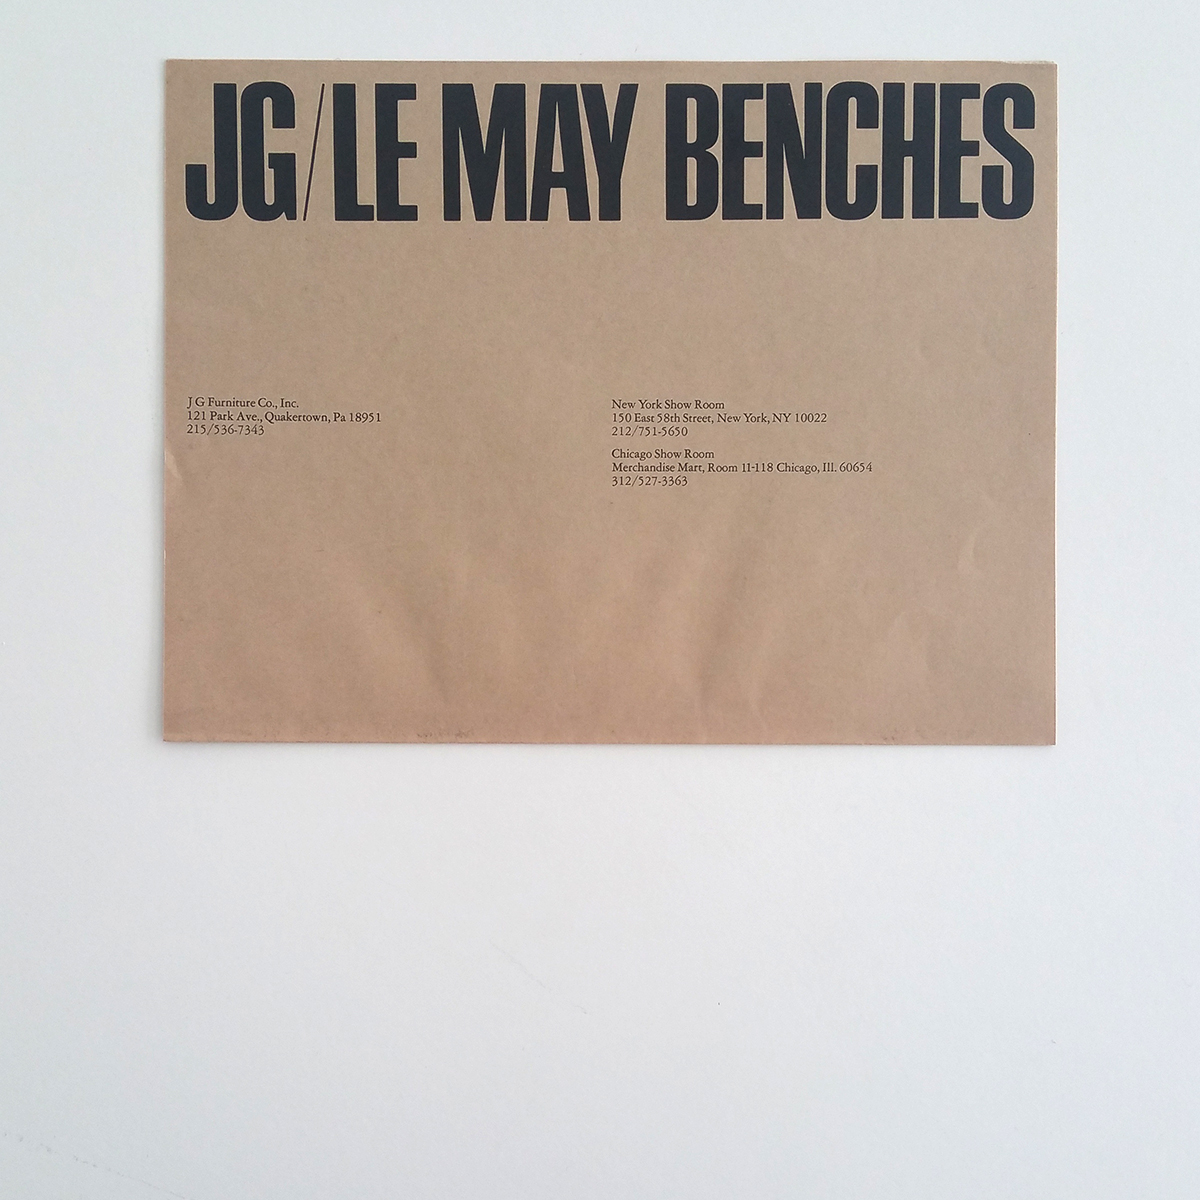 JG/LE MAY BENCHES
J G Furniture Co., Inc.
121 Park Ave., Quakertown, Pa 18951
215/536-7343
New York Show Room
150 East 58th Street, New York, NY 10022
212/751-5650
Chicago Show Room
Merchandise Mart, Room 11-118 Chicago, Ill. 60654
312/527-3363